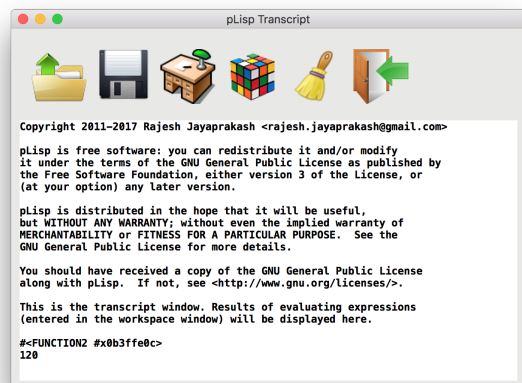 pLisp Transcript
Copyright 2011-2017 Rajesh Jayaprakash <rajesh.jayaprakash@gmail.com>
pLisp is free software: you can redistribute it and/or modify
it under the terms of the GNU General Public License as published by
the Free Software Foundation, either version 3 of the License, or
(at your option) any later version.
pLisp is distributed in the hope that it will be useful,
but WITHOUT ANY WARRANTY; without even the implied warranty of
MERCHANTABILITY or FITNESS FOR A PARTICULAR PURPOSE.  See the
GNU General Public License for more details.
You should have received a copy of the GNU General Public License
along with pLisp.  If not, see <http://www.gnu.org/licenses/>.
This is the transcript window. Results of evaluating expressions
(entered in the workspace window) will be displayed here.
#<FUNCTION2 #x0b3ffe0c>
120